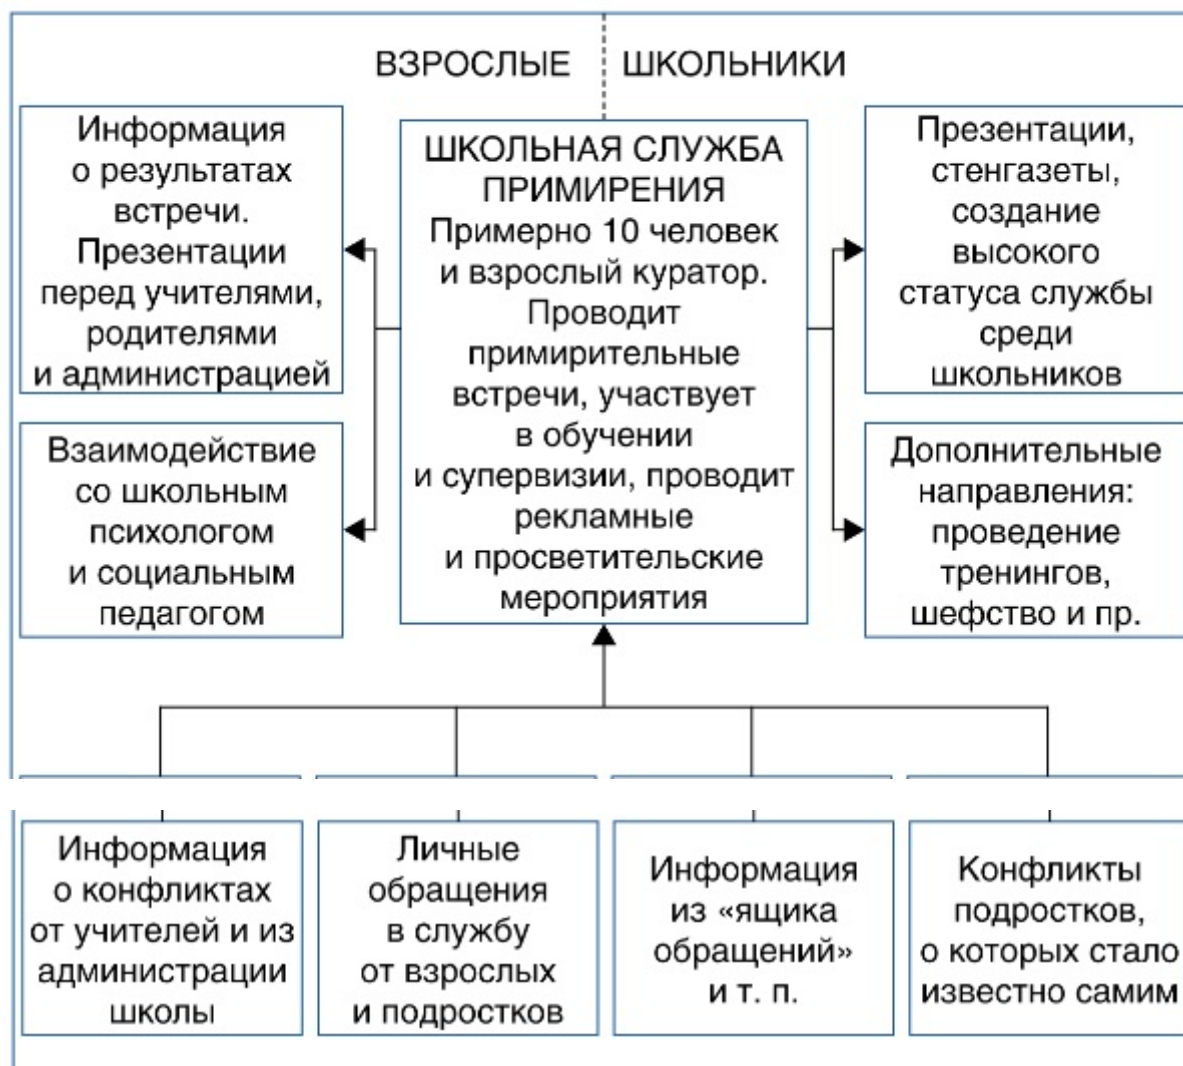 ВЗРОСЛЫЕ
ШКОЛЬНИКИ
Информация
о результатах
встречи.
Презентации
перед учителями,
родителями
и администрацией
Взаимодействие
со школьным
психологом
и социальным
педагогом
ШКОЛЬНАЯ СЛУЖБА
ПРИМИРЕНИЯ
Примерно 10 человек
и взрослый куратор.
Проводит
примирительные
встречи, участвует
в обучении
и супервизии, проводит
рекламные
и просветительские
мероприятия
Презентации,
стенгазеты,
создание
высокого
статуса службы
среди
школьников
Дополнительные
направления:
проведение
тренингов,
шефство и пр.
Информация
о конфликтах
от учителей и из
администрации
школы
Личные
обращения
в службу
от взрослых
и подростков
Информация
из «ящика
обращений»
и т. п.
Конфликты
подростков,
о которых стало
известно самим